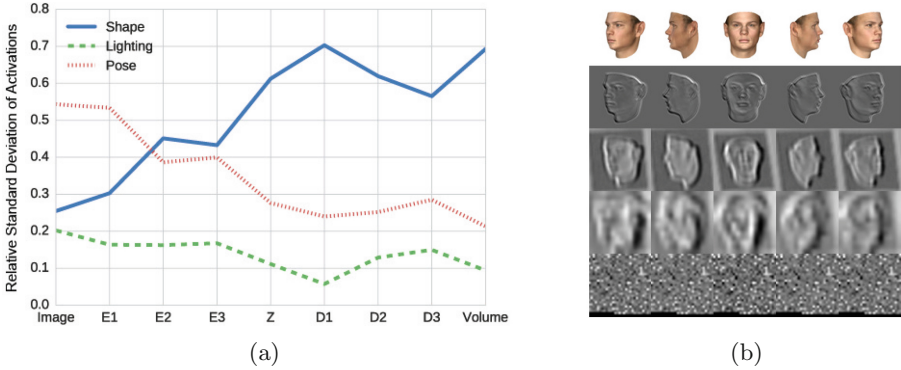 Relative Standard Deviation of Activations
0.8
0.7
0.6
0.5
0.4
0.3
0.2
0.1
0.0
Shape
Lighting
Pose
Image E1 E2 E3 Z D1 D2 D3 Volume
(a)
(b)